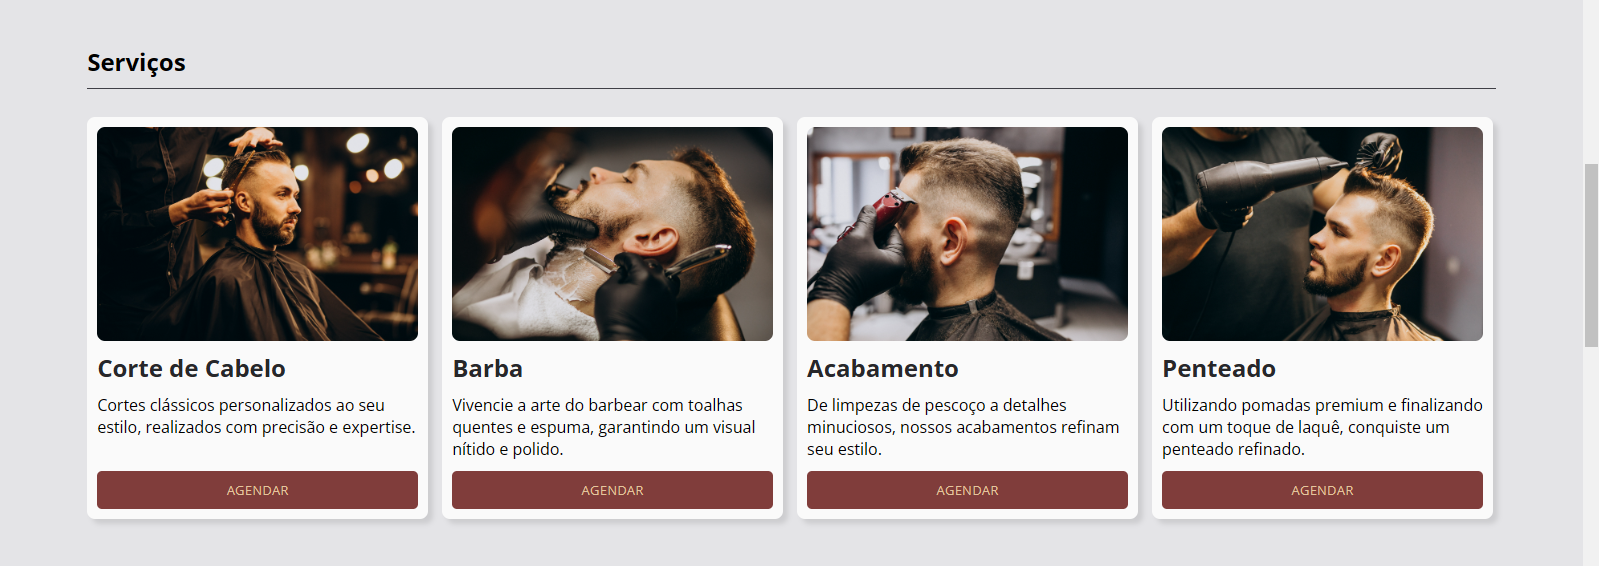 Serviços
Corte de Cabelo
Cortes clássicos personalizados ao seu
estilo, realizados com precisão e expertise.
AGENDAR
Barba
Vivencie a arte do barbear com toalhas
quentes e espuma, garantindo um visual
nítido e polido.
AGENDAR
Acabamento
De limpezas de pescoço a detalhes
minuciosos, nossos acabamentos refinam
seu estilo.
AGENDAR
Penteado
Utilizando pomadas premium e finalizando
com um toque de laquê, conquiste um
penteado refinado.
AGENDAR